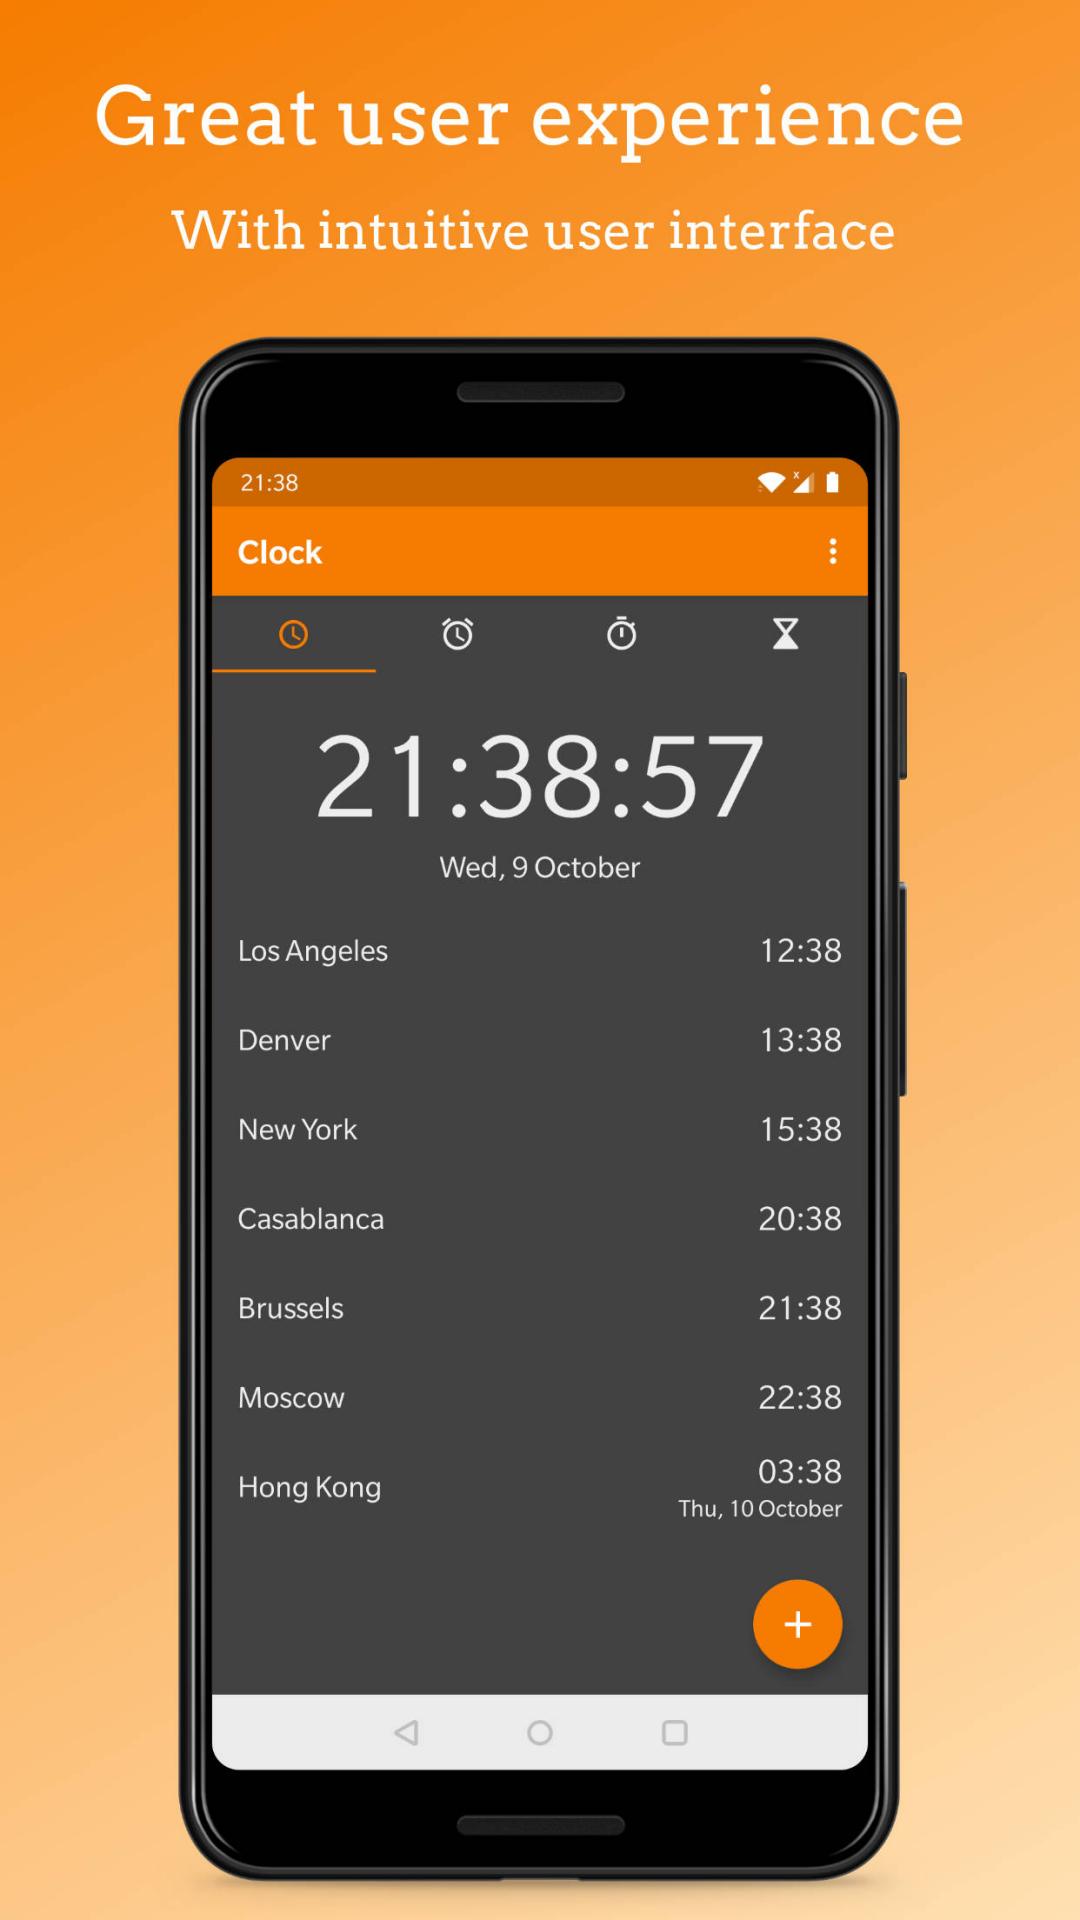 Great user experience
With intuitive user interface
21:38
Clock
21:38:57
Wed, 9 October
Los Angeles 12:38
Denver 13:38
New York 15:38
Casablanca 20:38
Brussels 21:38
Moscow 22:38
Hong Kong 03:38
Thu, 10 October